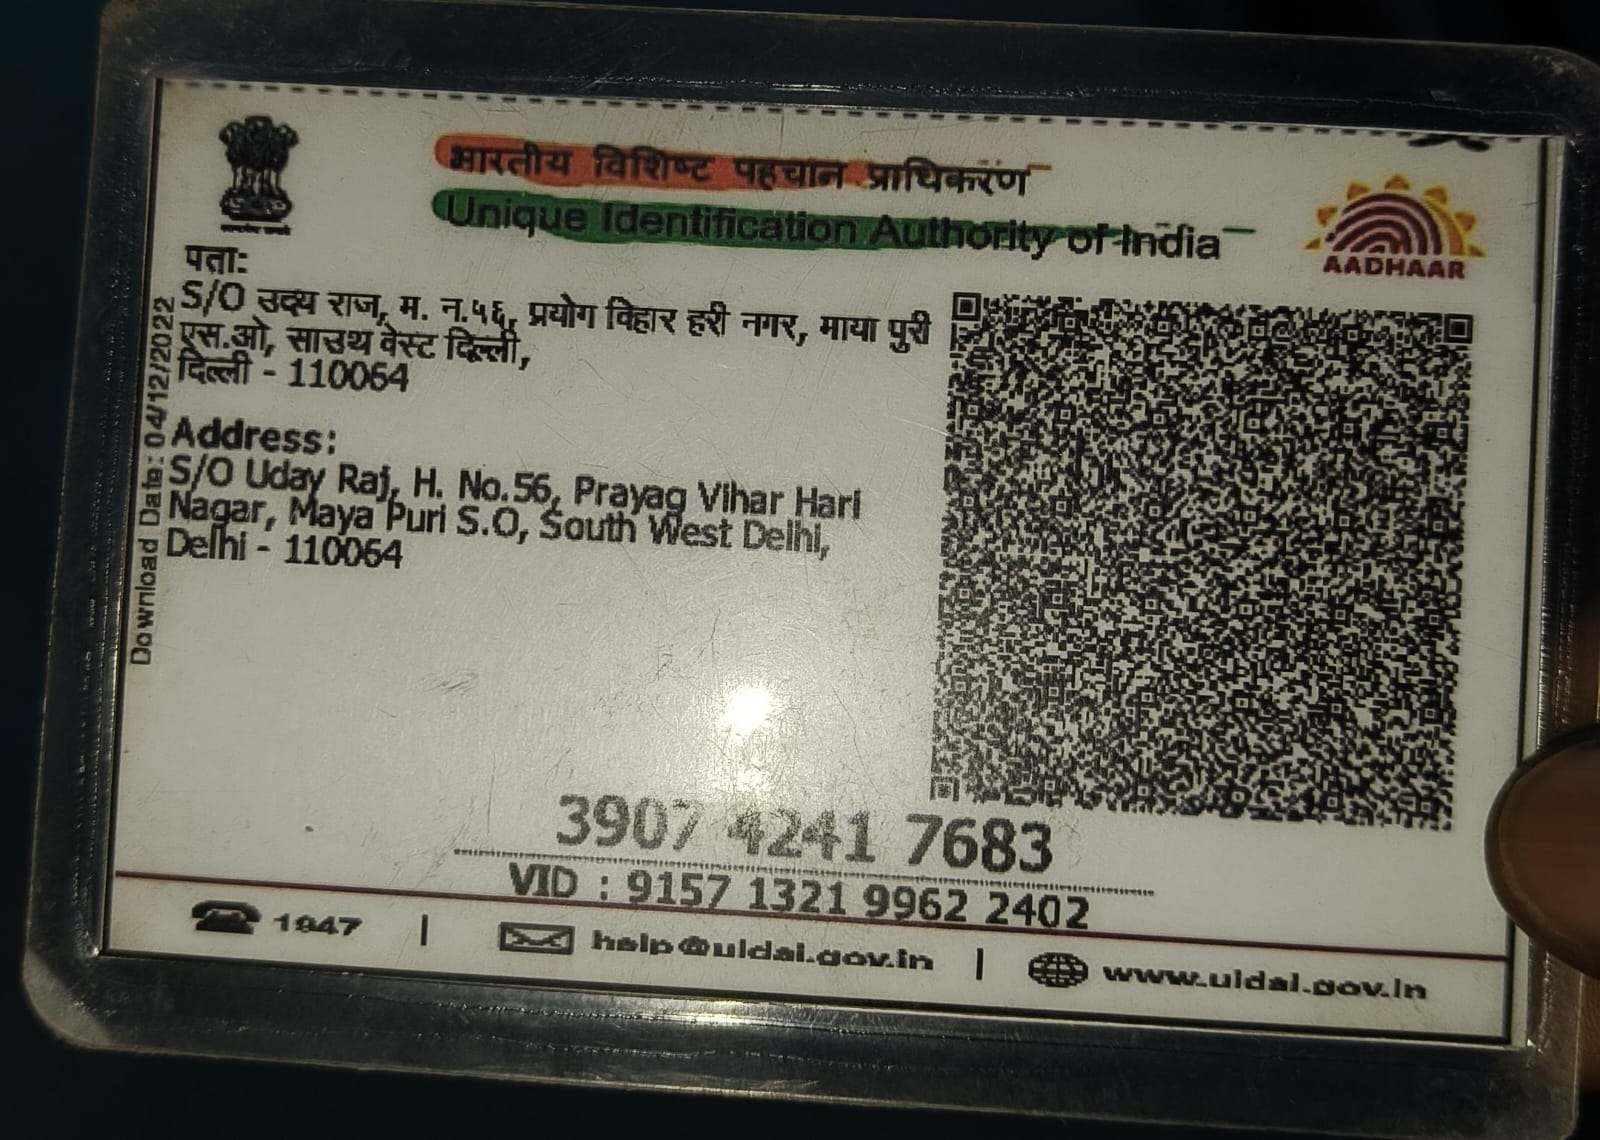 भारतीय विशिष्ट पहचान प्राधिकरण
Unique Identification Authority of India
AADHAAR
पता:
S/O उदय राज, म. न.५६, प्रयोग विहार हरी नगर, माया पुरी
एस.ओ, साउथ वेस्ट दिल्ली,
दिल्ली - 110064
Address:
S/O Uday Raj, H. No.56, Prayag Vihar Hari
Nagar, Maya Puri S.O, South West Delhi,
Delhi - 110064
Download Date: 04/12/2022
3907 4241 7683
VID : 9157 1321 9962 2402
1947 | help@uidai.gov.in | www.uidai.gov.in